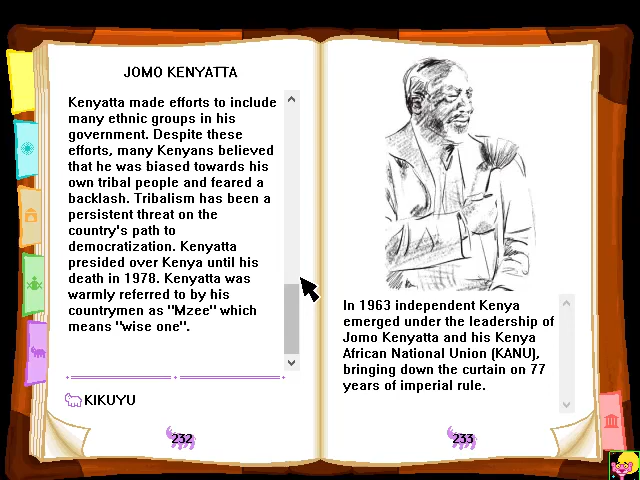 JOMO KENYATTA
Kenyatta made efforts to include
many ethnic groups in his
government. Despite these
efforts, many Kenyans believed
that he was biased towards his
own tribal people and feared a
backlash. Tribalism has been a
persistent threat on the
country's path to
democratization. Kenyatta
presided over Kenya until his
death in 1978. Kenyatta was
warmly referred to by his
countrymen as "Mzee" which
means "wise one".
KIKUYU
232
In 1963 independent Kenya
emerged under the leadership of
Jomo Kenyatta and his Kenya
African National Union (KANU),
bringing down the curtain on 77
years of imperial rule.
233